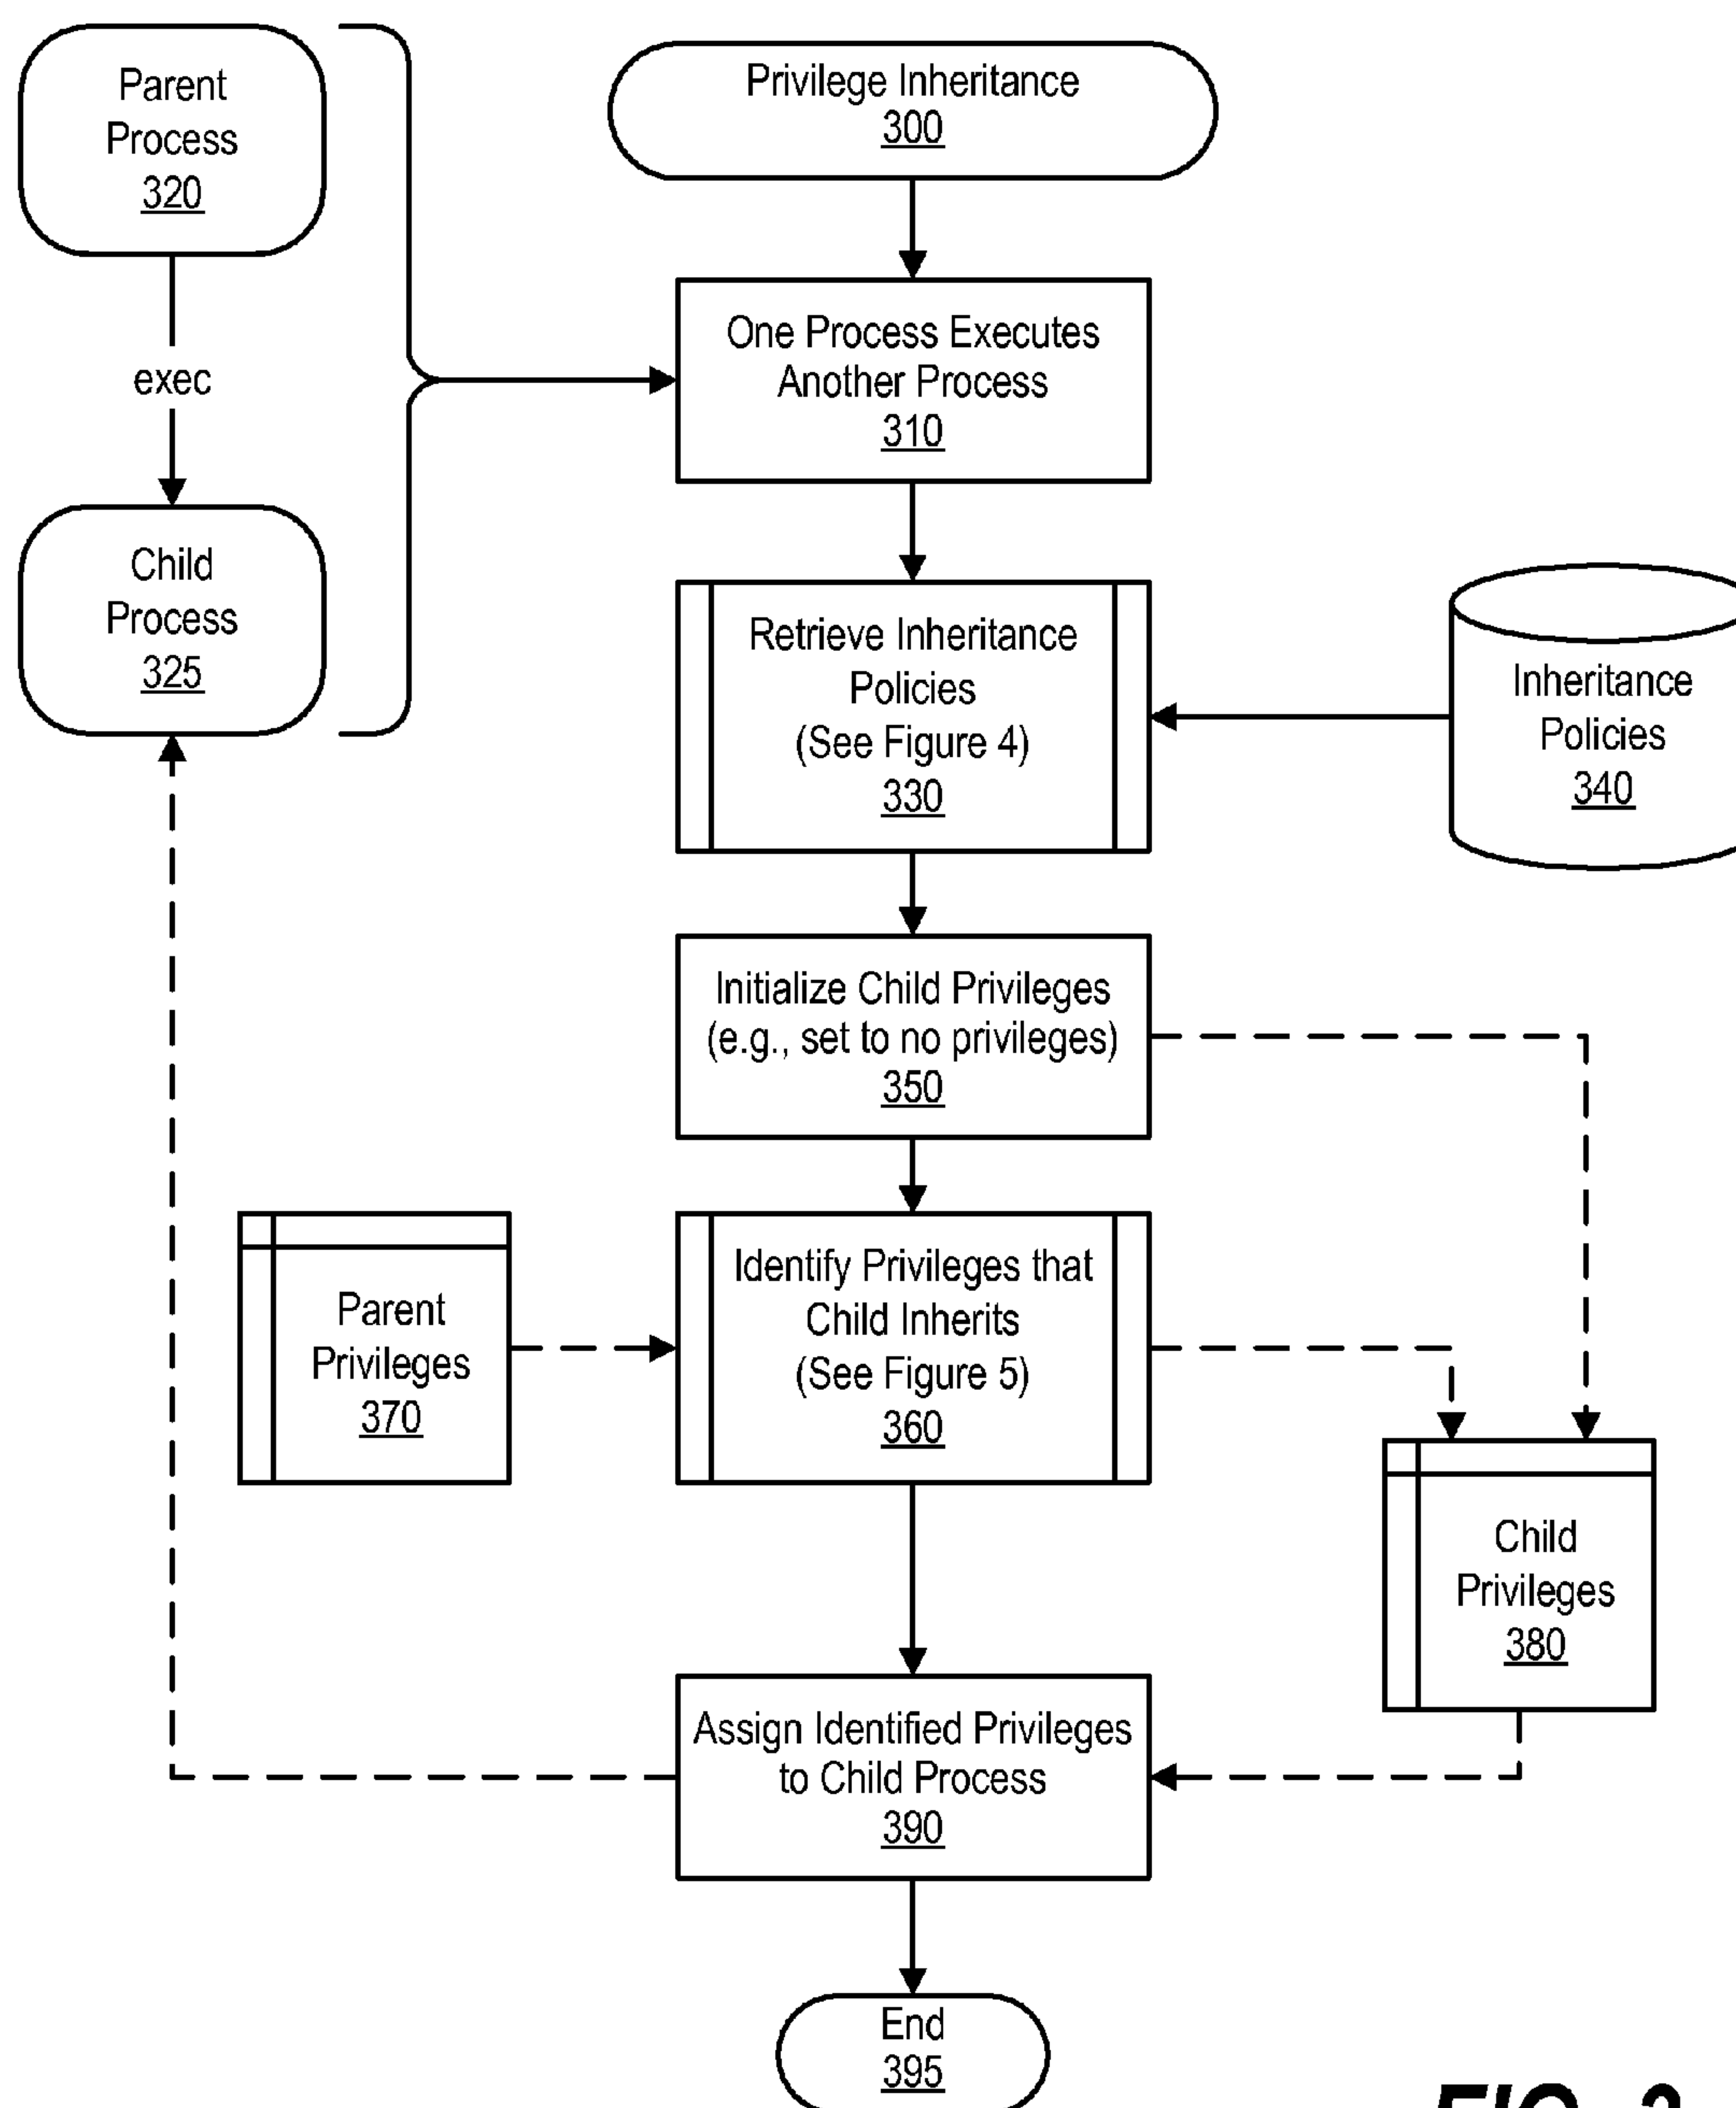 Parent
Process
320
exec
Child
Process
325
Privilege Inheritance
300
One Process Executes
Another Process
310
Retrieve Inheritance
Policies
(See Figure 4)
330
Inheritance
Policies
340
Initialize Child Privileges
(e.g., set to no privileges)
350
Parent
Privileges
370
Identify Privileges that
Child Inherits
(See Figure 5)
360
Child
Privileges
380
Assign Identified Privileges
to Child Process
390
End
395